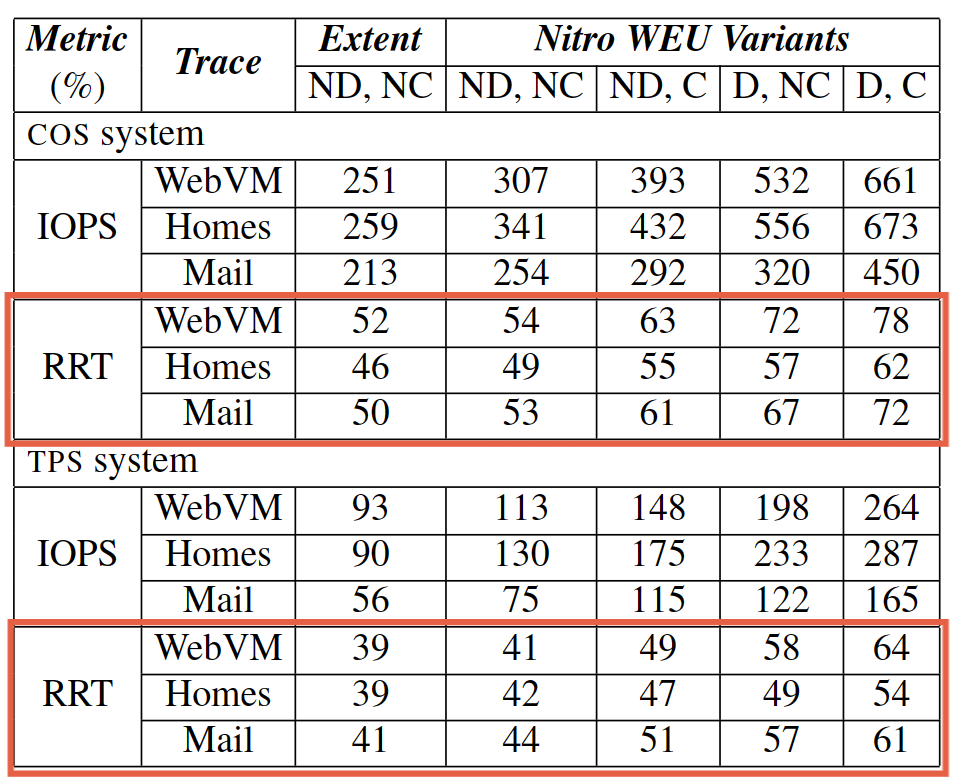 Metric Trace Extent Nitro WEU Variants
(%) ND, NC ND, NC ND, C D, NC D, C
COS system
IOPS WebVM 251 307 393 532 661
Homes 259 341 432 556 673
Mail 213 254 292 320 450
RRT WebVM 52 54 63 72 78
Homes 46 49 55 57 62
Mail 50 53 61 67 72
TPS system
IOPS WebVM 93 113 148 198 264
Homes 90 130 175 233 287
Mail 56 75 115 122 165
RRT WebVM 39 41 49 58 64
Homes 39 42 47 49 54
Mail 41 44 51 57 61